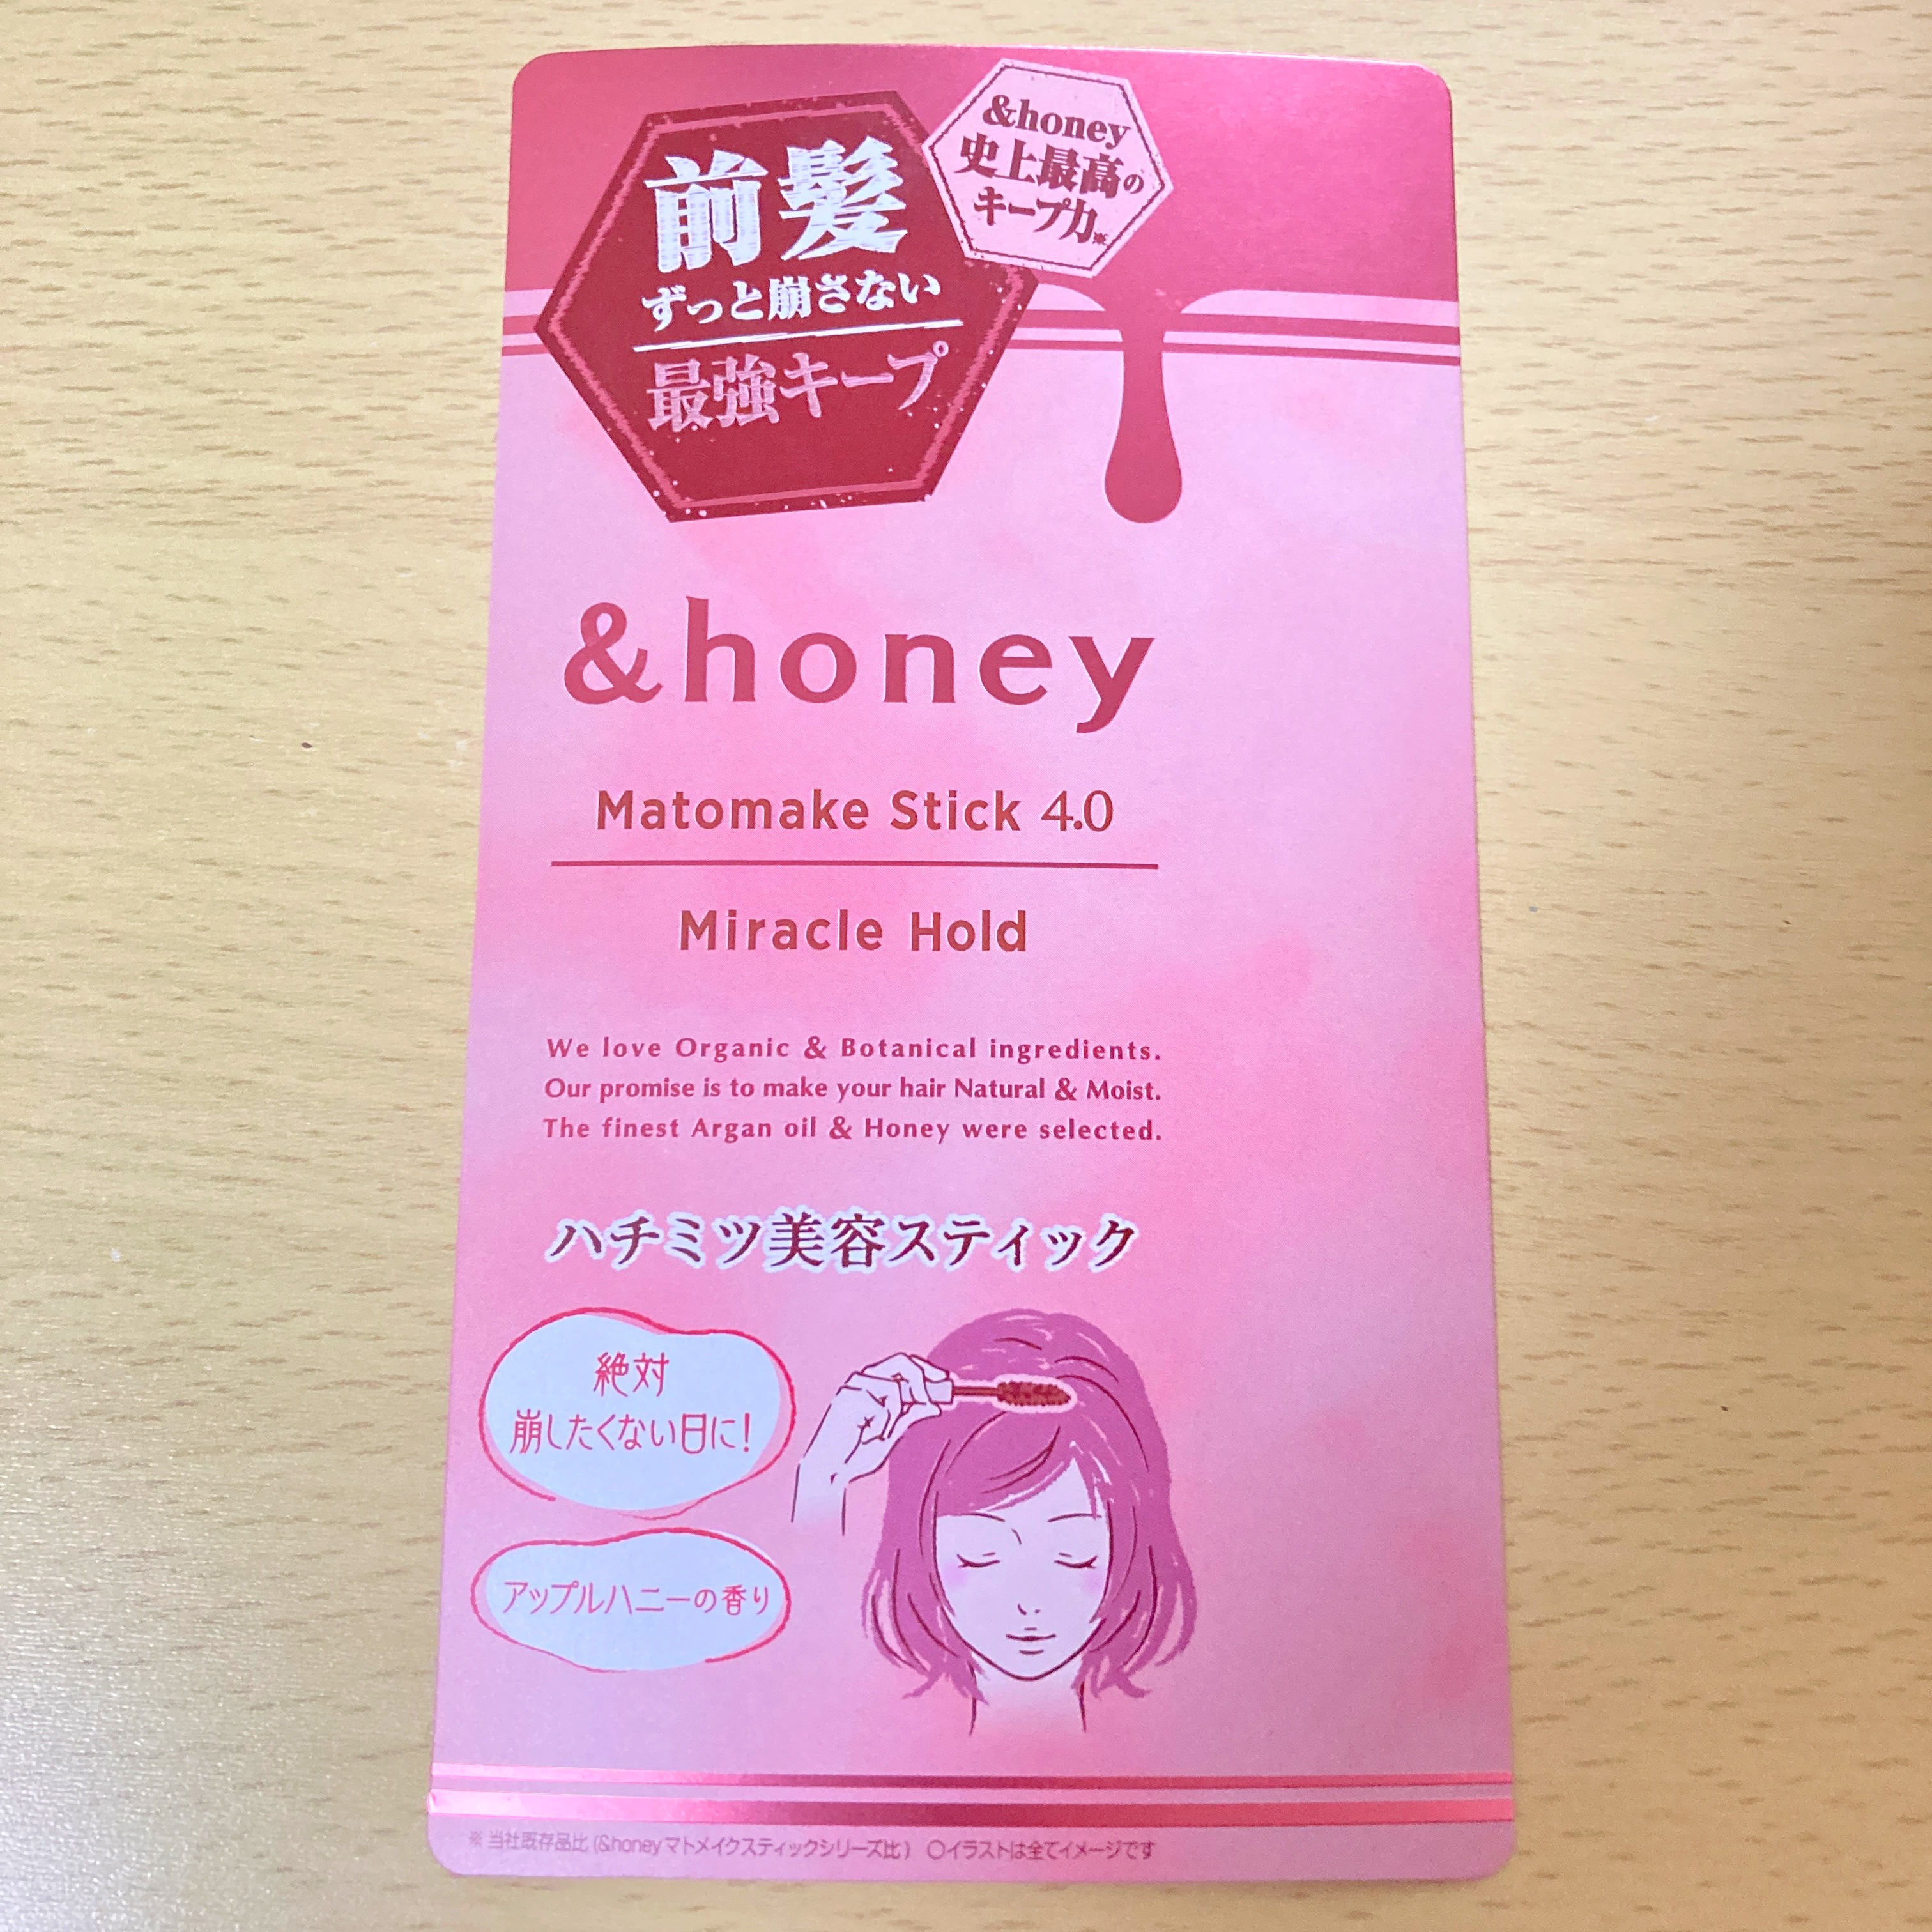 前髪
ずっと崩さない
最強キープ
&honey
史上最高の
キープ力※
&honey
Matomake Stick 4.0
Miracle Hold
We love Organic & Botanical ingredients.
Our promise is to make your hair Natural & Moist.
The finest Argan oil & Honey were selected.
ハチミツ美容スティック
絶対
崩したくない日に!
アップルハニーの香り
※当社既存品比(&honeyマトメイクスティックシリーズ比) ○イラストは全てイメージです